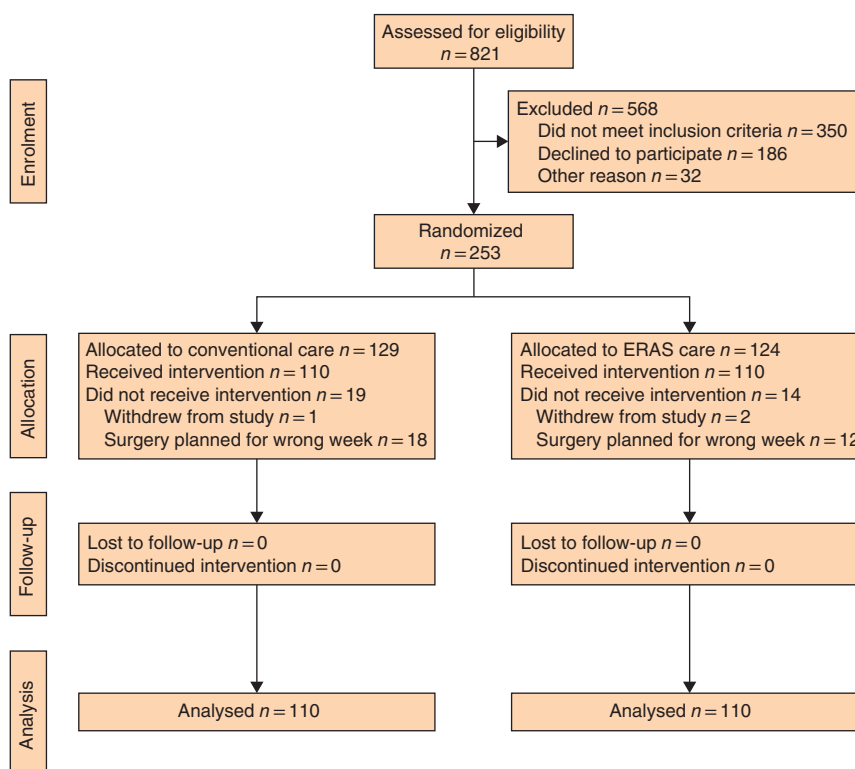 Assessed for eligibility
n = 821
Enrolment
Excluded n = 568
Did not meet inclusion criteria n = 350
Declined to participate n = 186
Other reason n = 32
Randomized
n = 253
Allocation
Allocated to conventional care n = 129
Received intervention n = 110
Did not receive intervention n = 19
Withdrew from study n = 1
Surgery planned for wrong week n = 18
Allocated to ERAS care n = 124
Received intervention n = 110
Did not receive intervention n = 14
Withdrew from study n = 2
Surgery planned for wrong week n = 12
Follow-up
Lost to follow-up n = 0
Discontinued intervention n = 0
Lost to follow-up n = 0
Discontinued intervention n = 0
Analysis
Analysed n = 110
Analysed n = 110